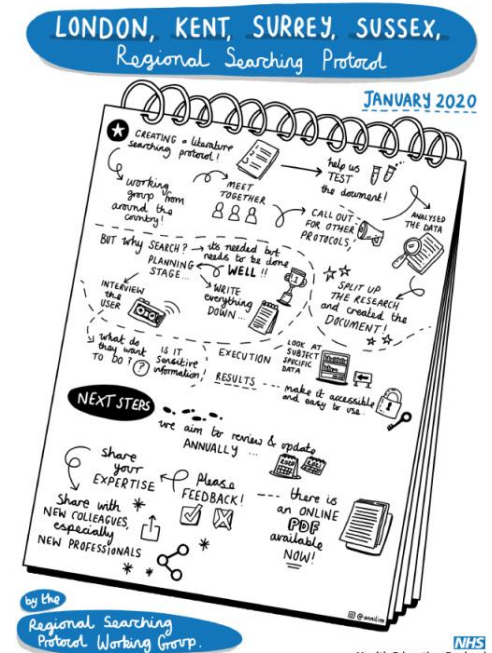 LONDON, KENT, SURREY, SUSSEX,
Regional Searching Protocol
JANUARY 2020
CREATING a literature
searching protocol!
help us
TEST
the document!
working
group from
around the
country!
MEET
TOGETHER
CALL OUT
FOR OTHER
PROTOCOLS!
ANALYSED
THE DATA
SPLIT UP
THE RESEARCH
and created the
DOCUMENT!
BUT why SEARCH?
its needed but
needs to be done
WELL!!
PLANNING
STAGE...
INTERVIEW
the
USER
WRITE
everything
DOWN...
what do
they want
TO DO??
IS IT
Sensitive
information
EXECUTION
LOOK AT
SUBJECT
SPECIFIC
DATA
RESULTS
make it accessible
and easy to use.
NEXT STEPS
we aim to review & update
ANNUALLY ...
2020
2021
Share
your
EXPERTISE
Please
FEEDBACK!
Share with
NEW COLLEAGUES,
especially
NEW PROFESSIONALS
there is
an ONLINE
PDF
available
NOW!
by the
Regional Searching
Protocol Working Group.
NHS